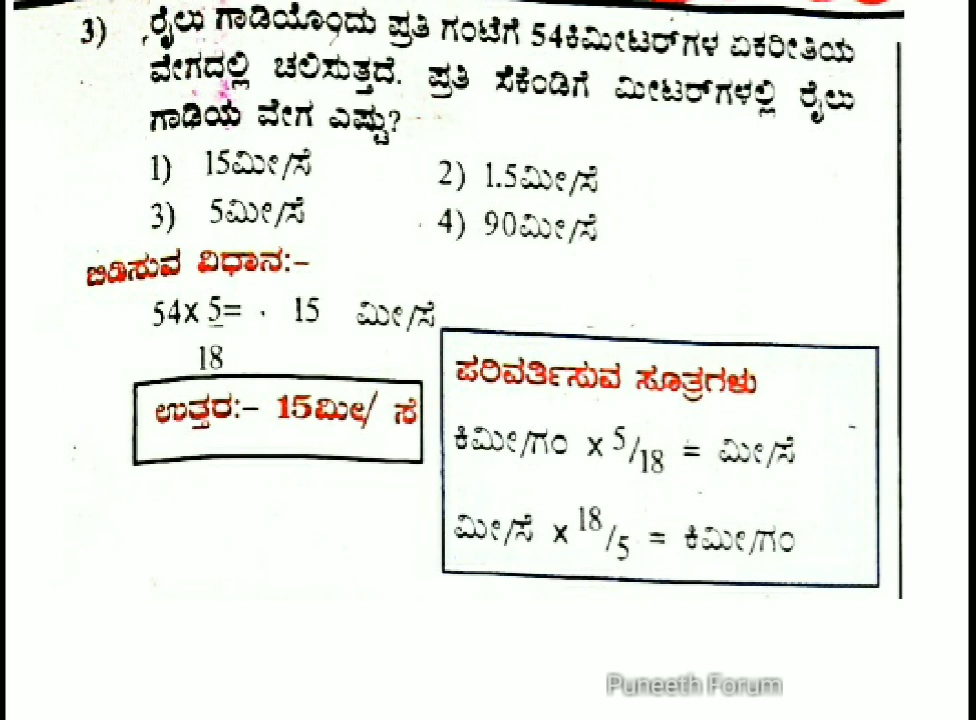 3) ರೈಲು ಗಾಡಿಯೊಂದು ಪ್ರತಿ ಗಂಟೆಗೆ 54ಕಿಮೀಟರ್‌ಗಳ ಏಕರೀತಿಯ
ವೇಗದಲ್ಲಿ ಚಲಿಸುತ್ತದೆ. ಪ್ರತಿ ಸೆಕೆಂಡಿಗೆ ಮೀಟರ್‌ಗಳಲ್ಲಿ ರೈಲು
ಗಾಡಿಯ ವೇಗ ಎಷ್ಟು?
1) 15ಮೀ/ಸೆ 2) 1.5ಮೀ/ಸೆ
3) 5ಮೀ/ಸೆ 4) 90ಮೀ/ಸೆ
ಬಿಡಿಸುವ ವಿಧಾನ:-
54x 5= 15 ಮೀ/ಸೆ
18
ಉತ್ತರ:- 15ಮೀ/ ಸೆ
ಪರಿವರ್ತಿಸುವ ಸೂತ್ರಗಳು
ಕಿಮೀ/ಗಂ x 5/18 = ಮೀ/ಸೆ
ಮೀ/ಸೆ x 18/5 = ಕಿಮೀ/ಗಂ
Puneeth Forum